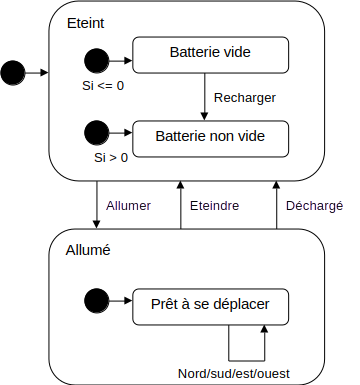 Eteint
Batterie vide
Si <= 0
Recharger
Batterie non vide
Si > 0
Allumer
Eteindre
Déchargé
Allumé
Prêt à se déplacer
Nord/sud/est/ouest